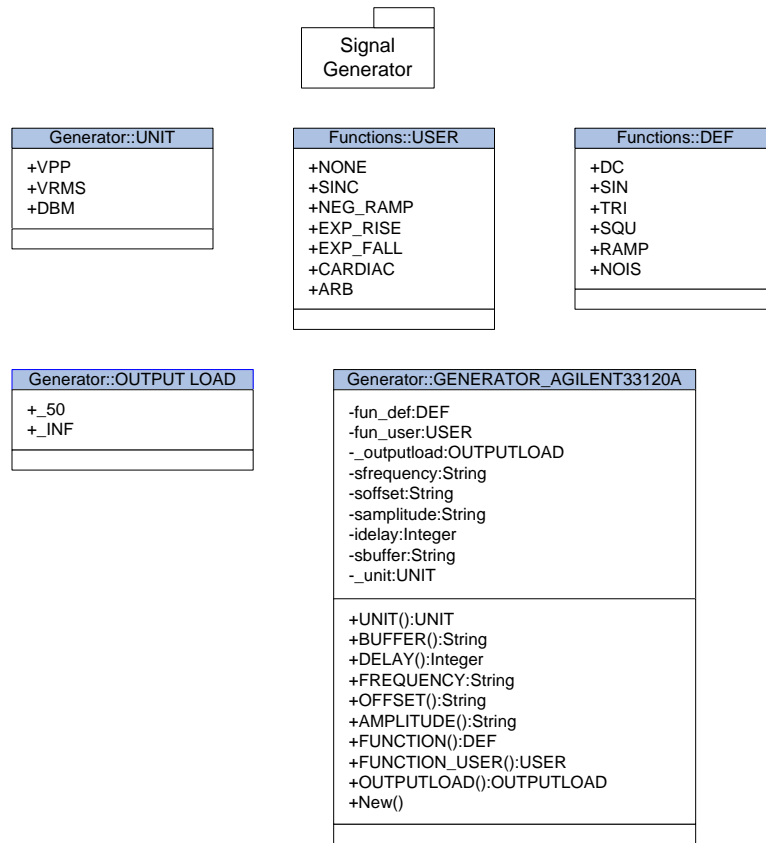 Signal
Generator
Generator::UNIT
+VPP
+VRMS
+DBM
Functions::USER
+NONE
+SINC
+NEG_RAMP
+EXP_RISE
+EXP_FALL
+CARDIAC
+ARB
Functions::DEF
+DC
+SIN
+TRI
+SQU
+RAMP
+NOIS
Generator::OUTPUT LOAD
+_50
+_INF
Generator::GENERATOR_AGILENT33120A
-fun_def:DEF
-fun_user:USER
-_outputload:OUTPUTLOAD
-sfrequency:String
-soffset:String
-samplitude:String
-idelay:Integer
-sbuffer:String
-_unit:UNIT
+UNIT():UNIT
+BUFFER():String
+DELAY():Integer
+FREQUENCY:String
+OFFSET():String
+AMPLITUDE():String
+FUNCTION():DEF
+FUNCTION_USER():USER
+OUTPUTLOAD():OUTPUTLOAD
+New()